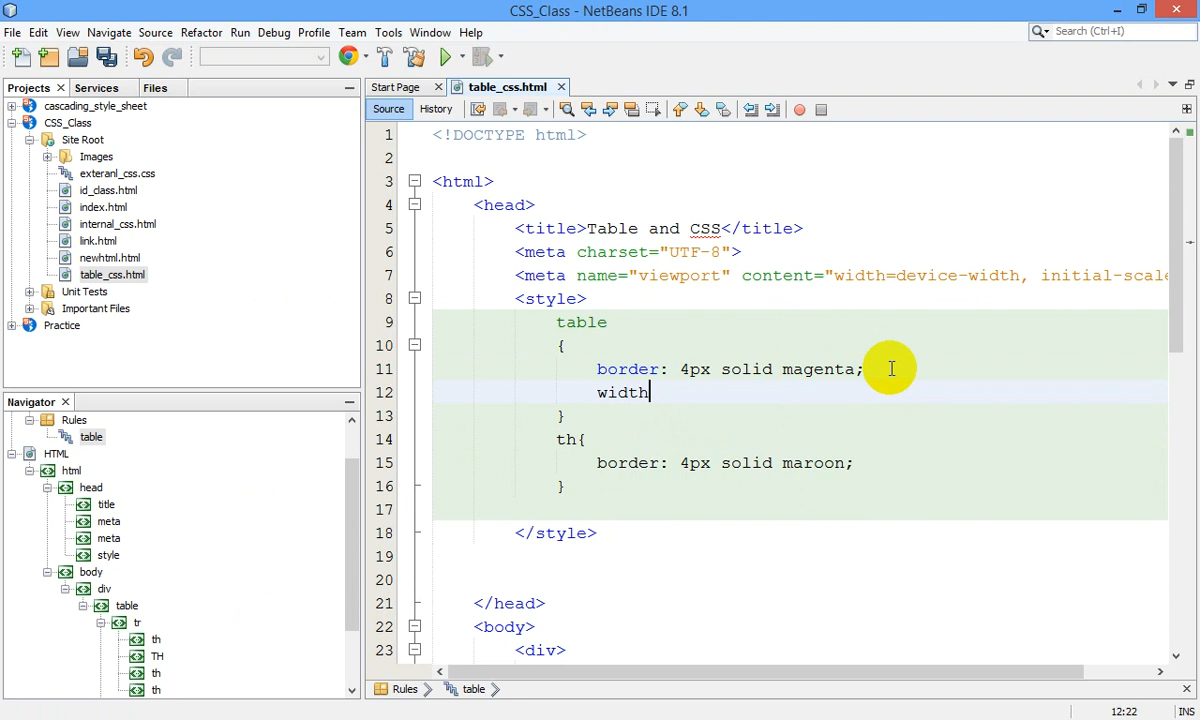 CSS_Class - NetBeans IDE 8.1
File Edit View Navigate Source Refactor Run Debug Profile Team Tools Window Help
Search (Ctrl+I)
Projects Services Files
Start Page table_css.html
Source History
cascading_style_sheet
CSS_Class
Site Root
Images
exteranl_css.css
id_class.html
index.html
internal_css.html
link.html
newhtml.html
table_css.html
Unit Tests
Important Files
Practice
Navigator
Rules
table
HTML
html
head
title
meta
meta
style
body
div
table
tr
th
TH
th
th
1 <!DOCTYPE html>
2
3 <html>
4 <head>
5 <title>Table and CSS</title>
6 <meta charset="UTF-8">
7 <meta name="viewport" content="width=device-width, initial-scale
8 <style>
9 table
10 {
11 border: 4px solid magenta;
12 width
13 }
14 th{
15 border: 4px solid maroon;
16 }
17
18 </style>
19
20
21 </head>
22 <body>
23 <div>
Rules table
12:22 INS